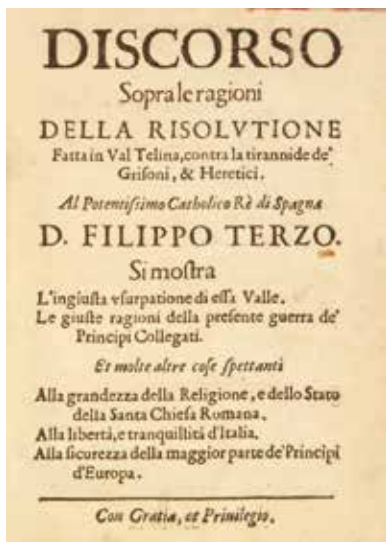 DISCORSO
Sopra le ragioni
DELLA RISOLVTIONE
Fatta in Val Telina, contra la tirannide de'
Grisoni, & Heretici.
Al Potentissimo Catholico Rè di Spagna
D. FILIPPO TERZO.
Si mostra
L'ingiusta vsurpatione di essa Valle.
Le giuste ragioni della presente guerra de'
Principi Collegati.
Et molte altre cose spettanti
Alla grandezza della Religione, e dello Stato
della Santa Chiesa Romana.
Alla libertà, e tranquillità d'Italia.
Alla sicurezza della maggior parte de' Principi
d'Europa.
Con Gratia, et Priuilegio.